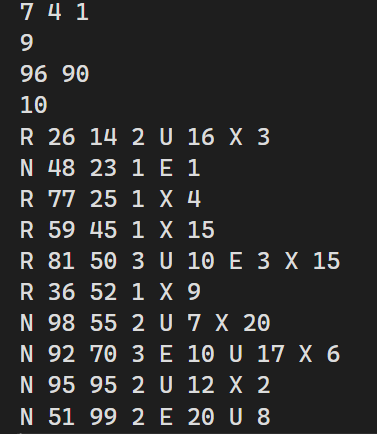 7 4 1
9
96 90
10
R 26 14 2 U 16 X 3
N 48 23 1 E 1
R 77 25 1 X 4
R 59 45 1 X 15
R 81 50 3 U 10 E 3 X 15
R 36 52 1 X 9
N 98 55 2 U 7 X 20
N 92 70 3 E 10 U 17 X 6
N 95 95 2 U 12 X 2
N 51 99 2 E 20 U 8